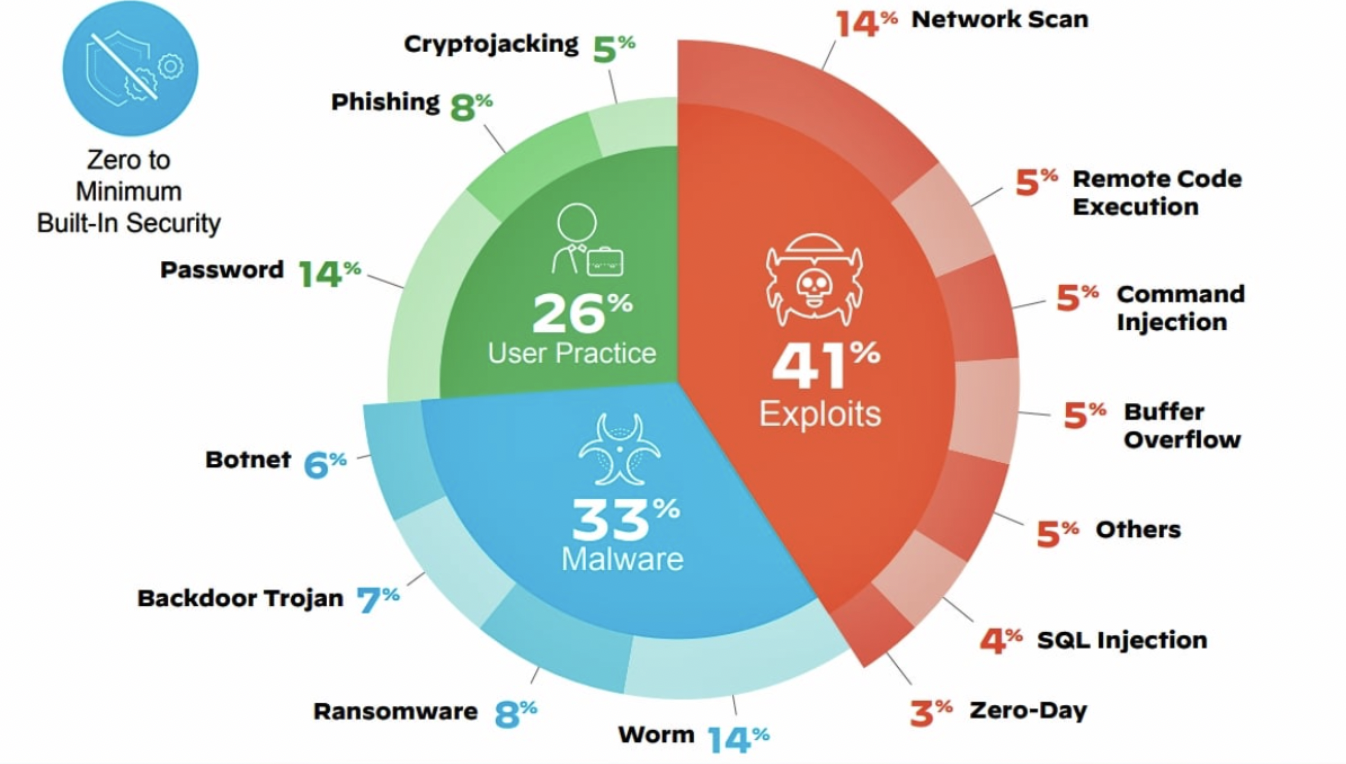 Zero to
Minimum
Built-In Security
Cryptojacking 5%
Phishing 8%
Password 14%
26%
User Practice
14% Network Scan
5% Remote Code
Execution
5% Command
Injection
5% Buffer
Overflow
5% Others
4% SQL Injection
3% Zero-Day
41%
Exploits
33%
Malware
Botnet 6%
Backdoor Trojan 7%
Ransomware 8%
Worm 14%